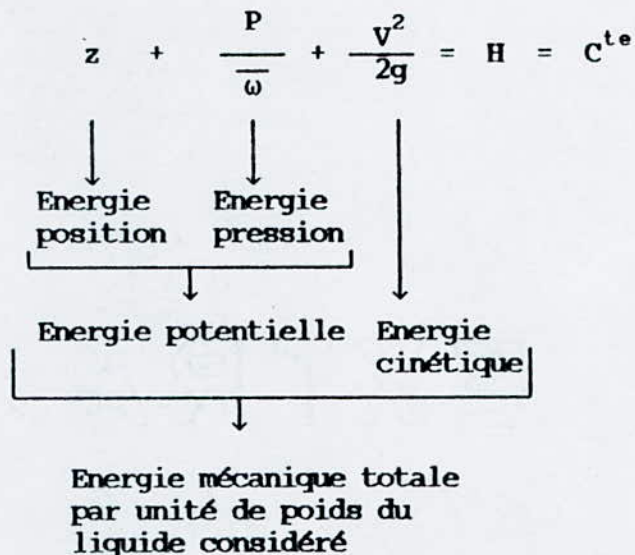 z + P / ω̅ + V² / 2g = H = Cᵗᵉ
Energie position
Energie pression
Energie potentielle
Energie cinétique
Energie mécanique totale
par unité de poids du
liquide considéré